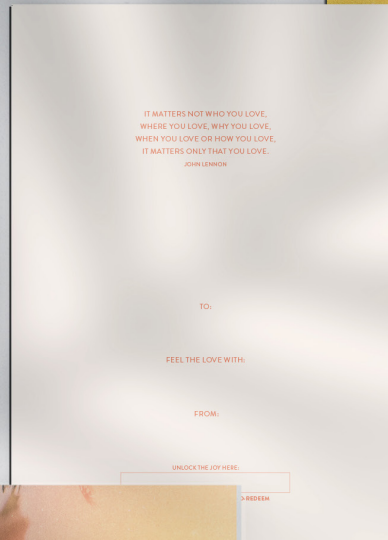 IT MATTERS NOT WHO YOU LOVE,
WHERE YOU LOVE, WHY YOU LOVE,
WHEN YOU LOVE OR HOW YOU LOVE,
IT MATTERS ONLY THAT YOU LOVE.
JOHN LENNON
TO:
FEEL THE LOVE WITH:
FROM:
UNLOCK THE JOY HERE:
REDEEM